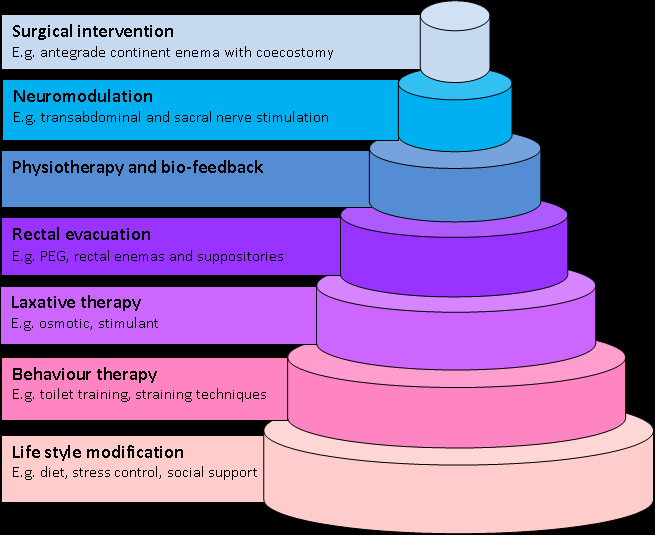 Surgical intervention
E.g. antegrade continent enema with coecostomy
Neuromodulation
E.g. transabdominal and sacral nerve stimulation
Physiotherapy and bio-feedback
Rectal evacuation
E.g. PEG, rectal enemas and suppositories
Laxative therapy
E.g. osmotic, stimulant
Behaviour therapy
E.g. toilet training, straining techniques
Life style modification
E.g. diet, stress control, social support